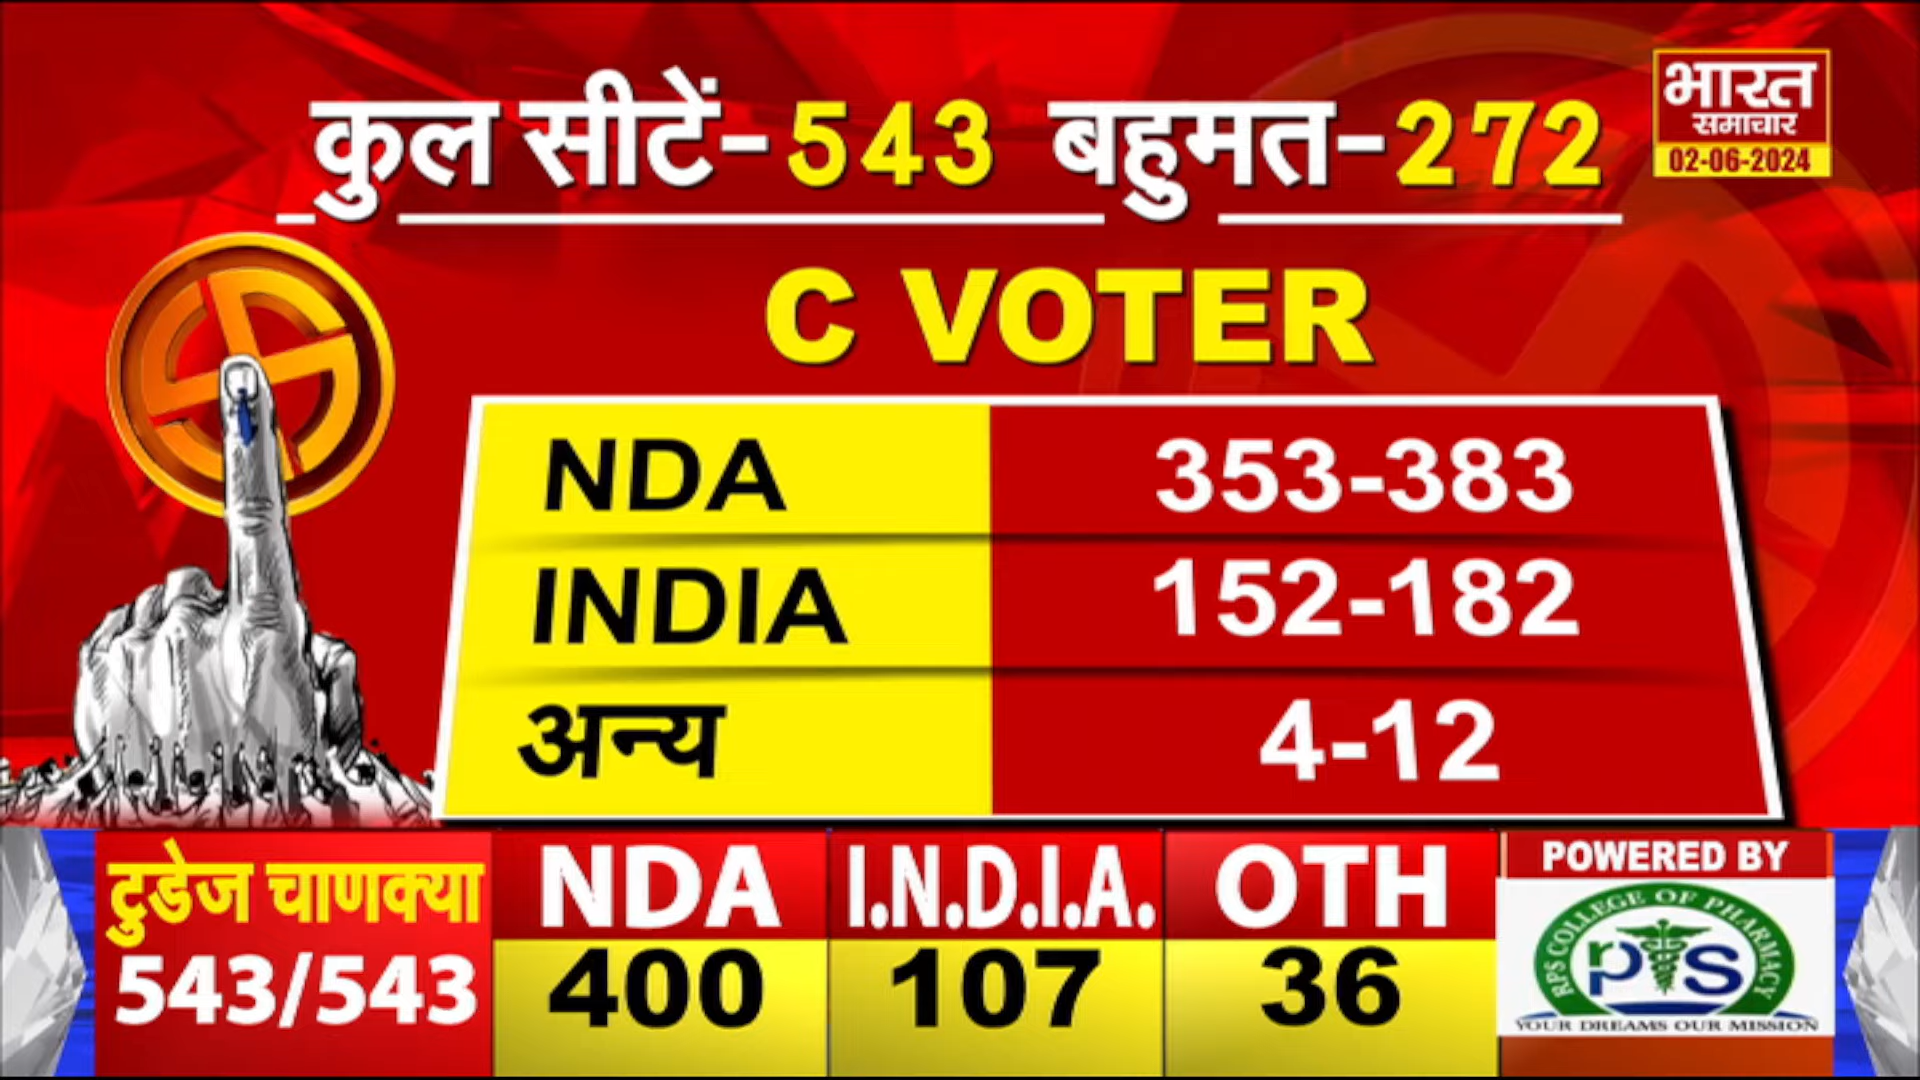 कुल सीटें-543 बहुमत-272
भारत
समाचार
02-06-2024
C VOTER
NDA 353-383
INDIA 152-182
अन्य 4-12
टुडेज चाणक्या NDA I.N.D.I.A. OTH
543/543 400 107 36
POWERED BY
RPS COLLEGE OF PHARMACY
rps
YOUR DREAMS OUR MISSION